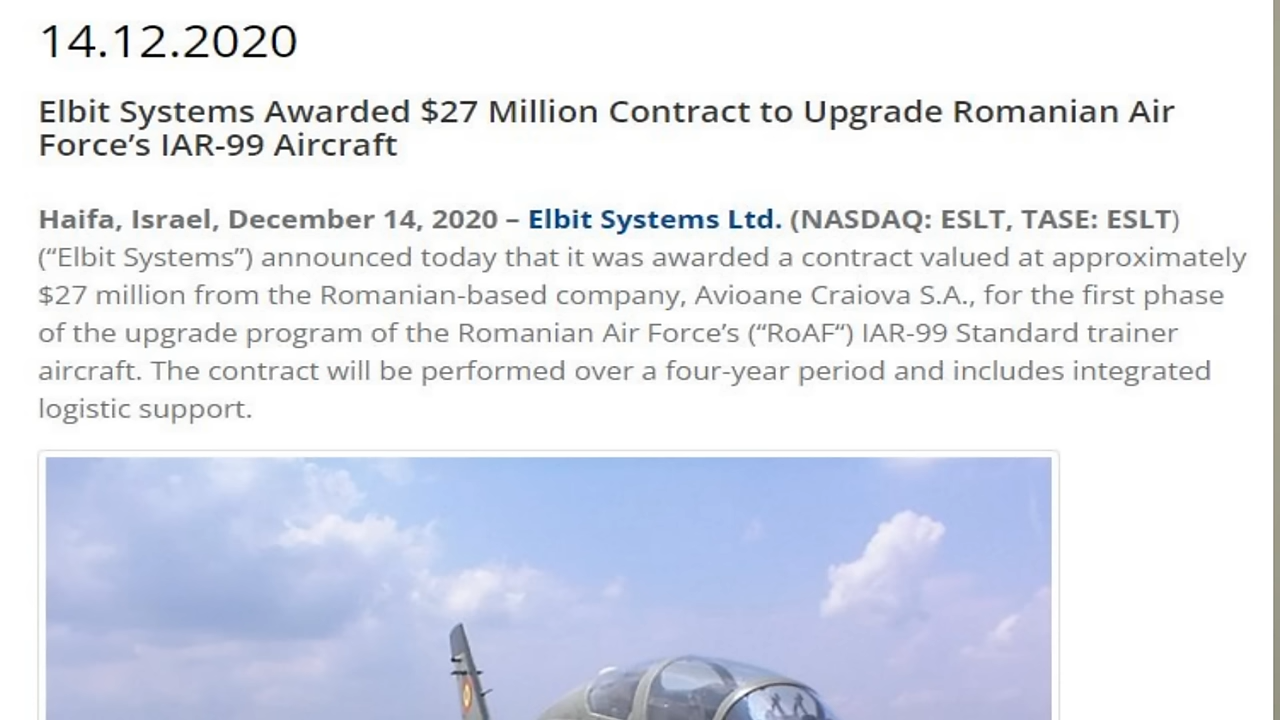 14.12.2020
Elbit Systems Awarded $27 Million Contract to Upgrade Romanian Air
Force’s IAR-99 Aircraft
Haifa, Israel, December 14, 2020 – Elbit Systems Ltd. (NASDAQ: ESLT, TASE: ESLT)
(“Elbit Systems”) announced today that it was awarded a contract valued at approximately
$27 million from the Romanian-based company, Avioane Craiova S.A., for the first phase
of the upgrade program of the Romanian Air Force’s (“RoAF“) IAR-99 Standard trainer
aircraft. The contract will be performed over a four-year period and includes integrated
logistic support.